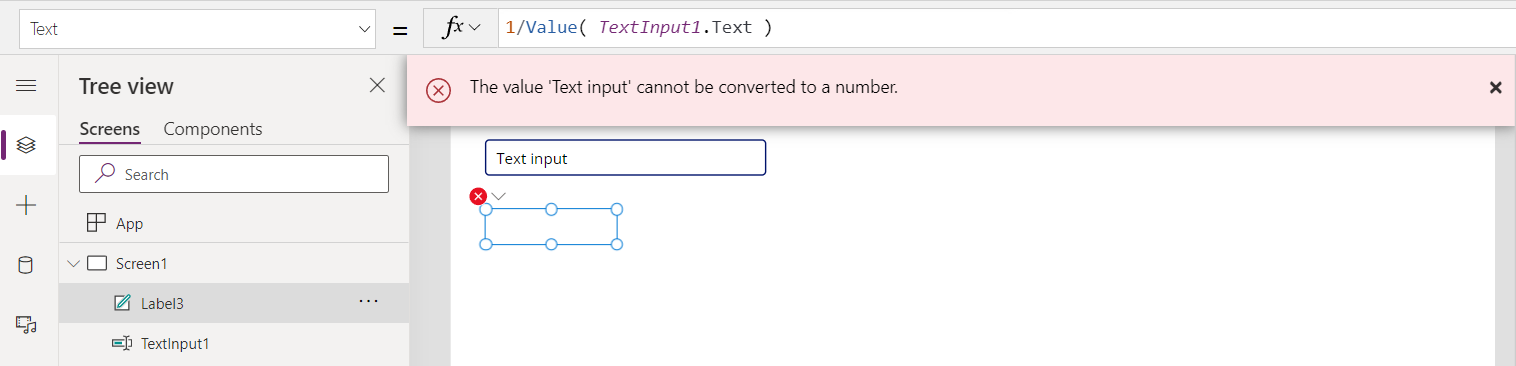 Text
= fx 1/Value( TextInput1.Text )
Tree view
The value 'Text input' cannot be converted to a number.
Screens Components
Search
App
Screen1
Label3 ...
TextInput1
Text input